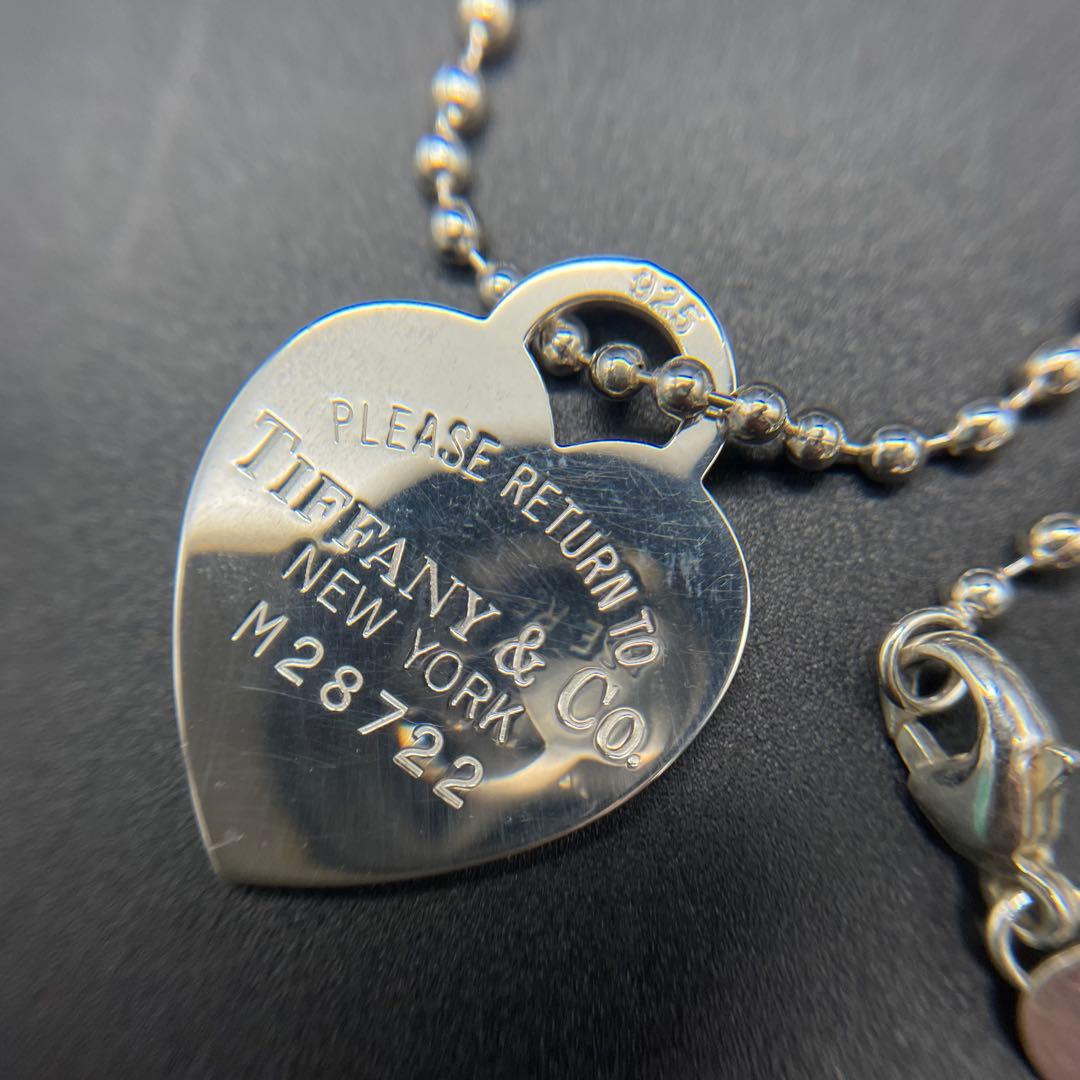 925
PLEASE RETURN TO
TIFFANY & CO.
NEW YORK
M28722